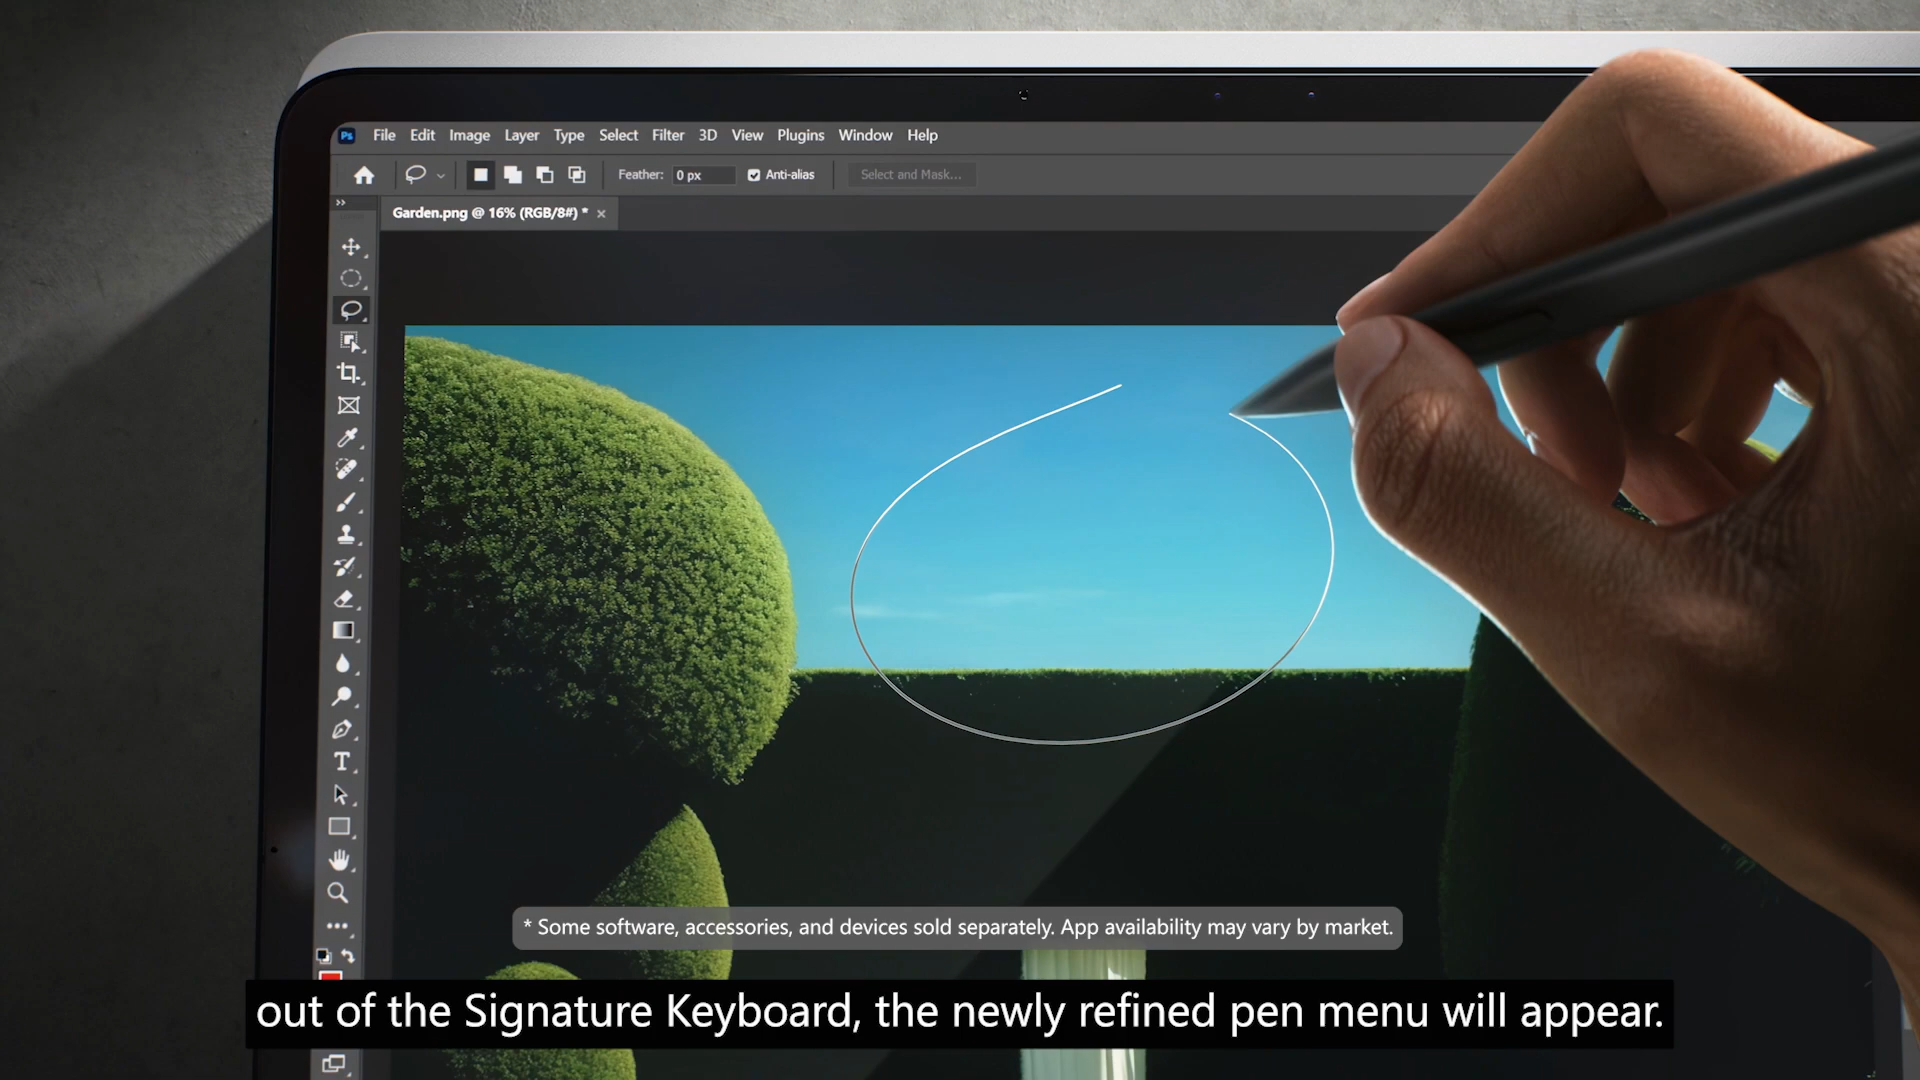 Ps File Edit Image Layer Type Select Filter 3D View Plugins Window Help
Feather: 0 px Anti-alias Select and Mask...
Garden.png @ 16% (RGB/8#) * ×
T
* Some software, accessories, and devices sold separately. App availability may vary by market.
out of the Signature Keyboard, the newly refined pen menu will appear.